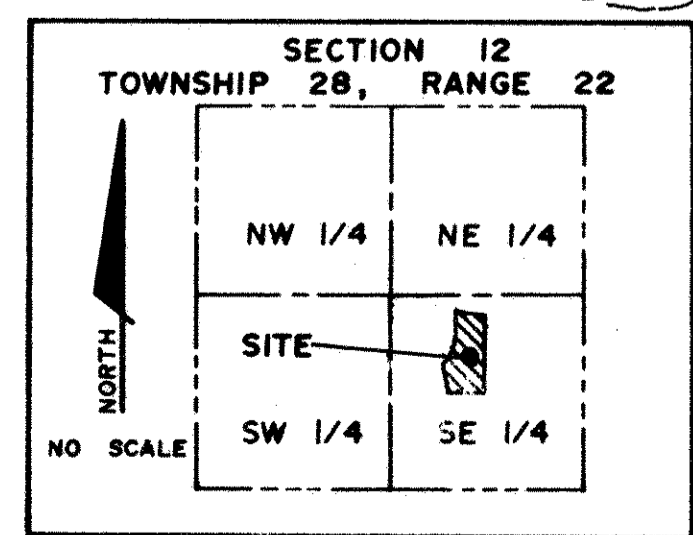 SECTION 12
TOWNSHIP 28, RANGE 22
NW 1/4 NE 1/4
SITE
NORTH
SW 1/4 SE 1/4
NO SCALE